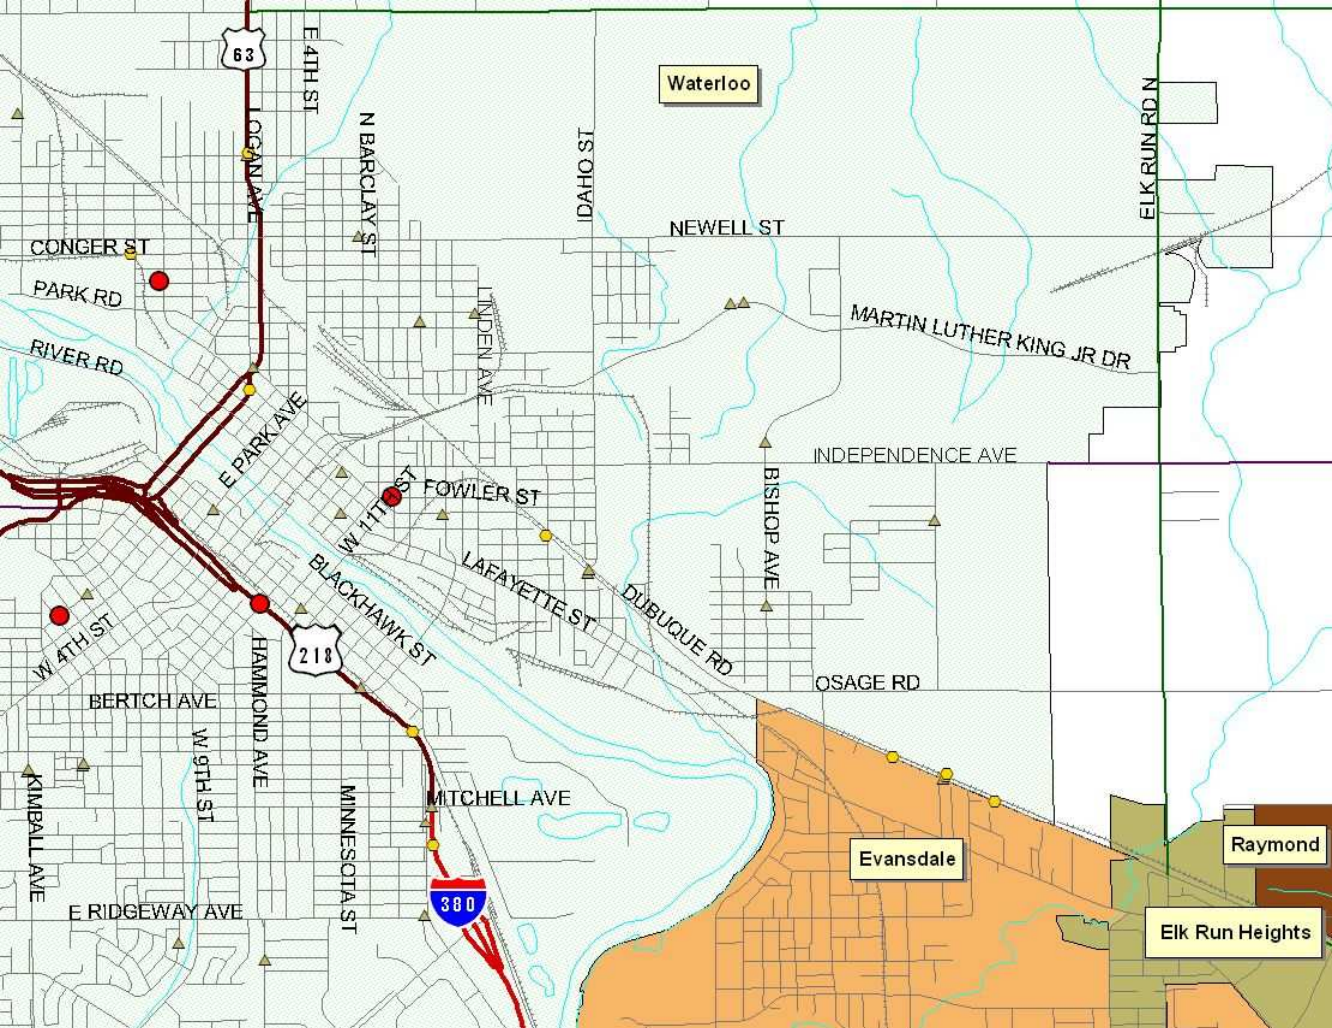 63
E 4TH ST
Waterloo
LOGAN AVE
N BARCLAY ST
IDAHO ST
ELK RUN RD N
CONGER ST
NEWELL ST
PARK RD
LINDEN AVE
MARTIN LUTHER KING JR DR
RIVER RD
E PARK AVE
INDEPENDENCE AVE
W 11TH ST
FOWLER ST
BISHOP AVE
BLACKHAWK ST
LAFAYETTE ST
DUBUQUE RD
W 4TH ST
218
HAMMOND AVE
OSAGE RD
BERTCH AVE
W 9TH ST
KIMBALL AVE
MINNESOTA ST
MITCHELL AVE
Evansdale
Raymond
380
E RIDGEWAY AVE
Elk Run Heights